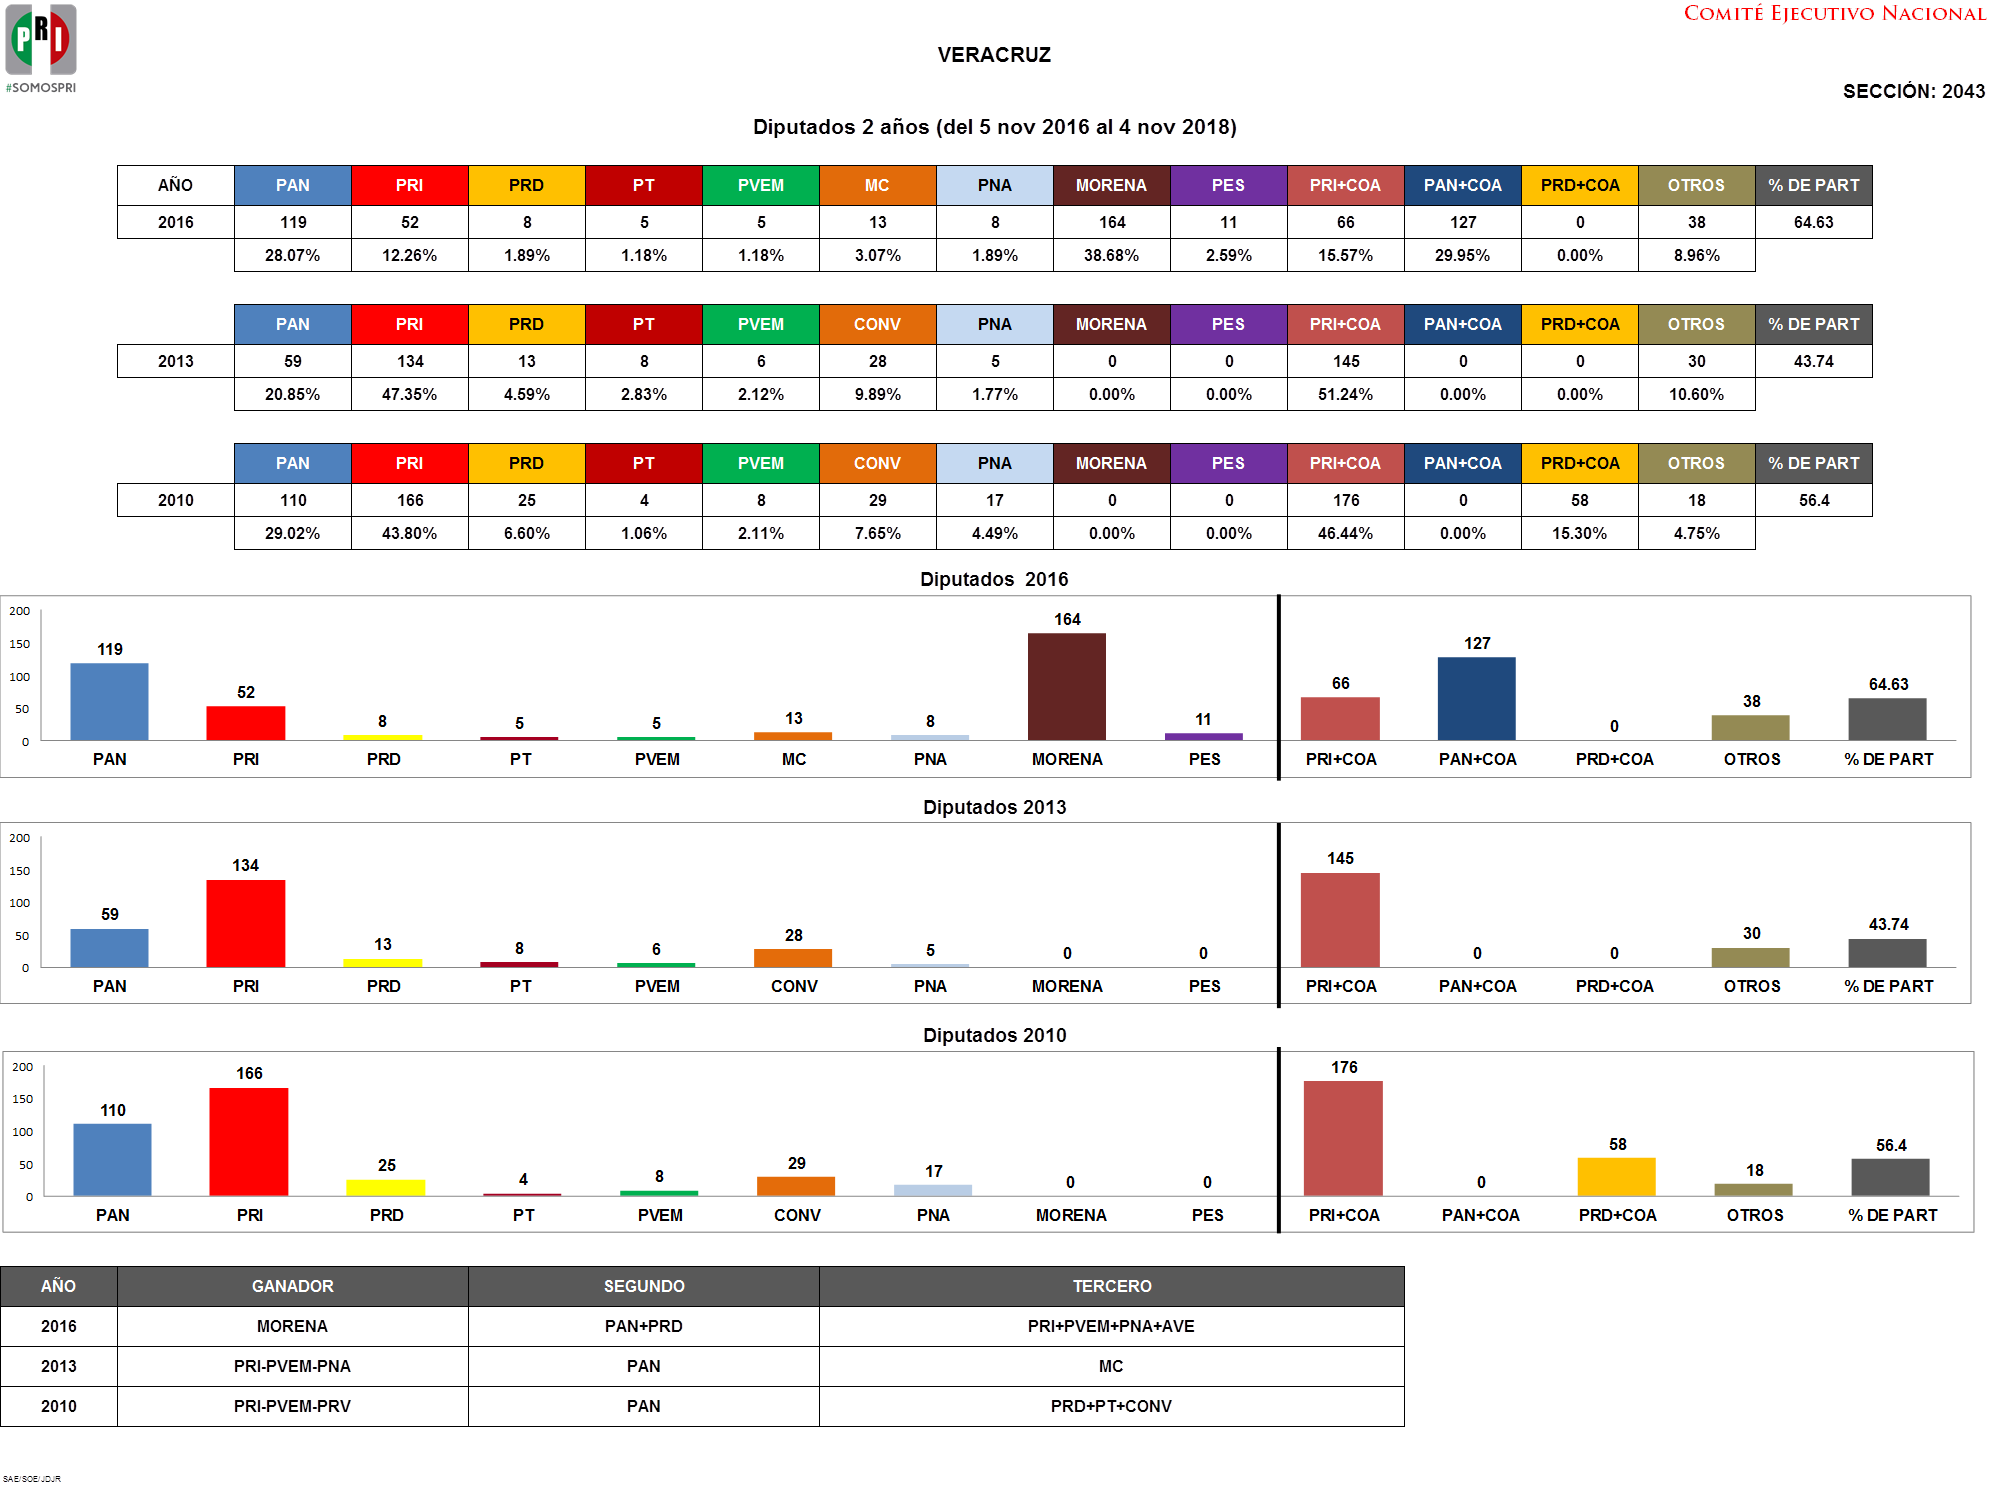 COMITÉ EJECUTIVO NACIONAL
PRI
#SOMOSPRI
VERACRUZ
SECCIÓN: 2043
Diputados 2 años (del 5 nov 2016 al 4 nov 2018)
AÑO PAN PRI PRD PT PVEM MC PNA MORENA PES PRI+COA PAN+COA PRD+COA OTROS % DE PART
2016 119 52 8 5 5 13 8 164 11 66 127 0 38 64.63
28.07% 12.26% 1.89% 1.18% 1.18% 3.07% 1.89% 38.68% 2.59% 15.57% 29.95% 0.00% 8.96%
PAN PRI PRD PT PVEM CONV PNA MORENA PES PRI+COA PAN+COA PRD+COA OTROS % DE PART
2013 59 134 13 8 6 28 5 0 0 145 0 0 30 43.74
20.85% 47.35% 4.59% 2.83% 2.12% 9.89% 1.77% 0.00% 0.00% 51.24% 0.00% 0.00% 10.60%
PAN PRI PRD PT PVEM CONV PNA MORENA PES PRI+COA PAN+COA PRD+COA OTROS % DE PART
2010 110 166 25 4 8 29 17 0 0 176 0 58 18 56.4
29.02% 43.80% 6.60% 1.06% 2.11% 7.65% 4.49% 0.00% 0.00% 46.44% 0.00% 15.30% 4.75%
Diputados 2016
200
150
100
50
0
119 52 8 5 5 13 8 164 11 66 127 0 38 64.63
PAN PRI PRD PT PVEM MC PNA MORENA PES PRI+COA PAN+COA PRD+COA OTROS % DE PART
Diputados 2013
200
150
100
50
0
59 134 13 8 6 28 5 0 0 145 0 0 30 43.74
PAN PRI PRD PT PVEM CONV PNA MORENA PES PRI+COA PAN+COA PRD+COA OTROS % DE PART
Diputados 2010
200
150
100
50
0
110 166 25 4 8 29 17 0 0 176 0 58 18 56.4
PAN PRI PRD PT PVEM CONV PNA MORENA PES PRI+COA PAN+COA PRD+COA OTROS % DE PART
AÑO GANADOR SEGUNDO TERCERO
2016 MORENA PAN+PRD PRI+PVEM+PNA+AVE
2013 PRI-PVEM-PNA PAN MC
2010 PRI-PVEM-PRV PAN PRD+PT+CONV
SAE/SOE/JDJR